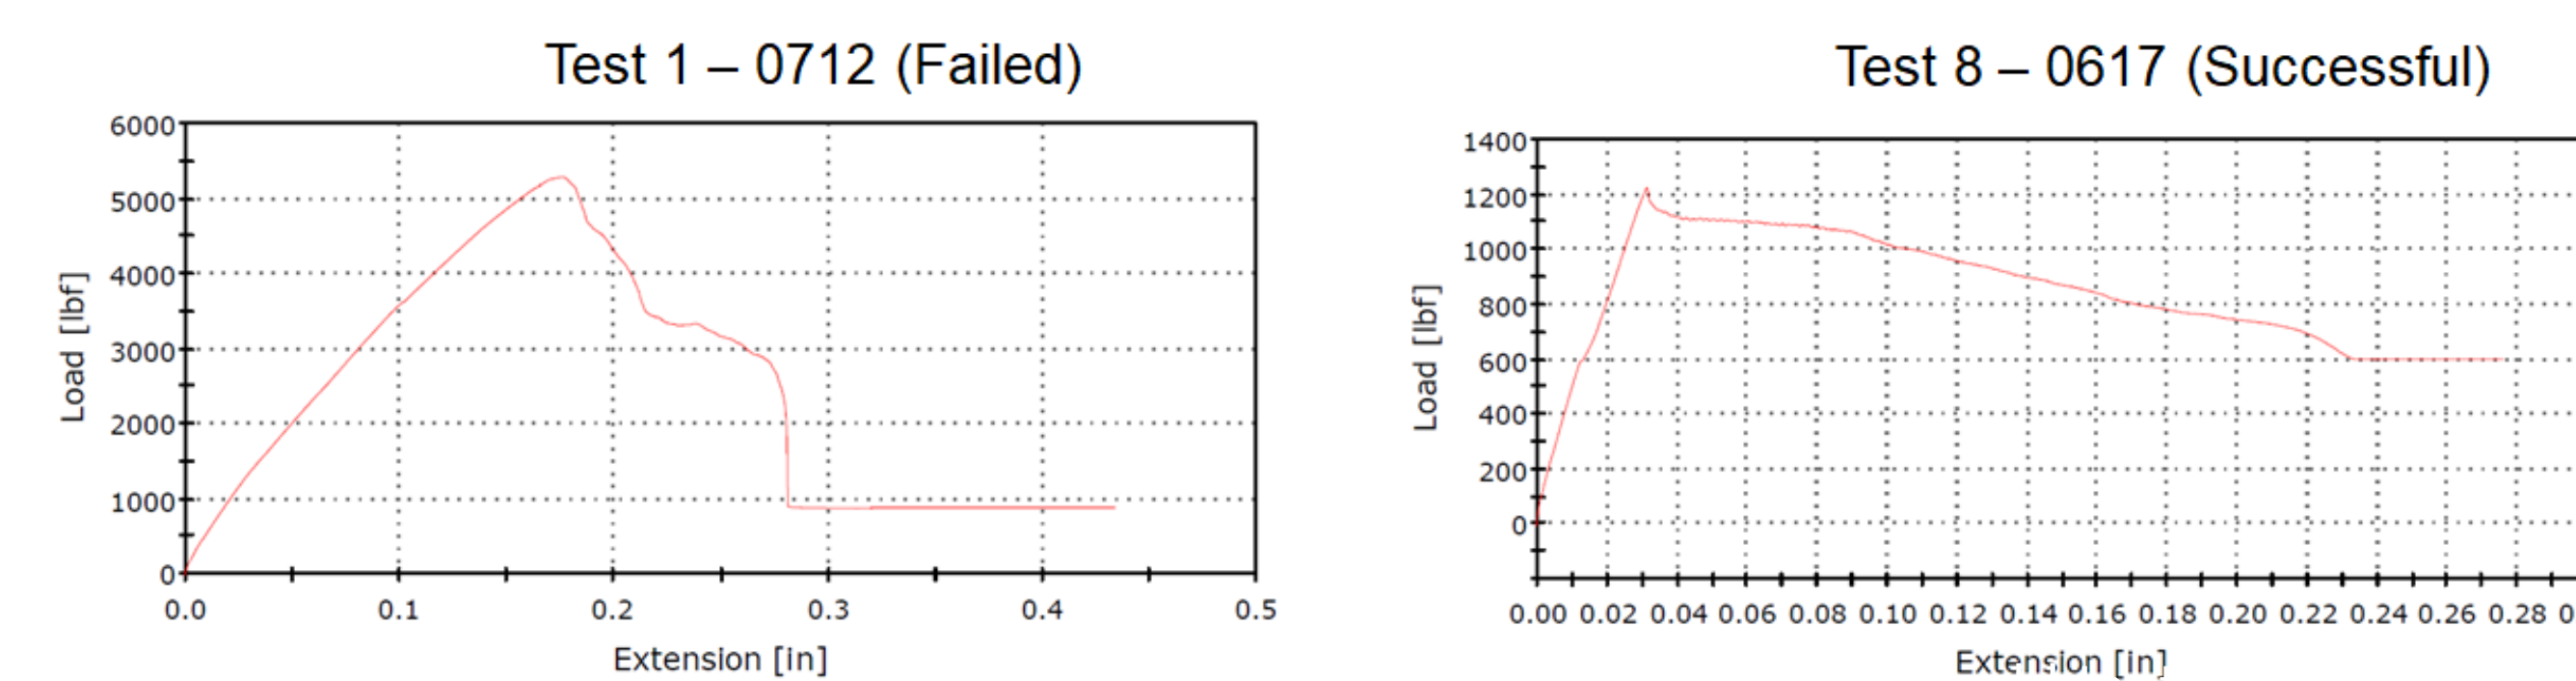 Test 1 – 0712 (Failed)
6000
5000
4000
3000
2000
1000
0
Load [lbf]
0.0 0.1 0.2 0.3 0.4 0.5
Extension [in]
Test 8 – 0617 (Successful)
1400
1200
1000
800
600
400
200
0
Load [lbf]
0.00 0.02 0.04 0.06 0.08 0.10 0.12 0.14 0.16 0.18 0.20 0.22 0.24 0.26 0.28
Extension [in]